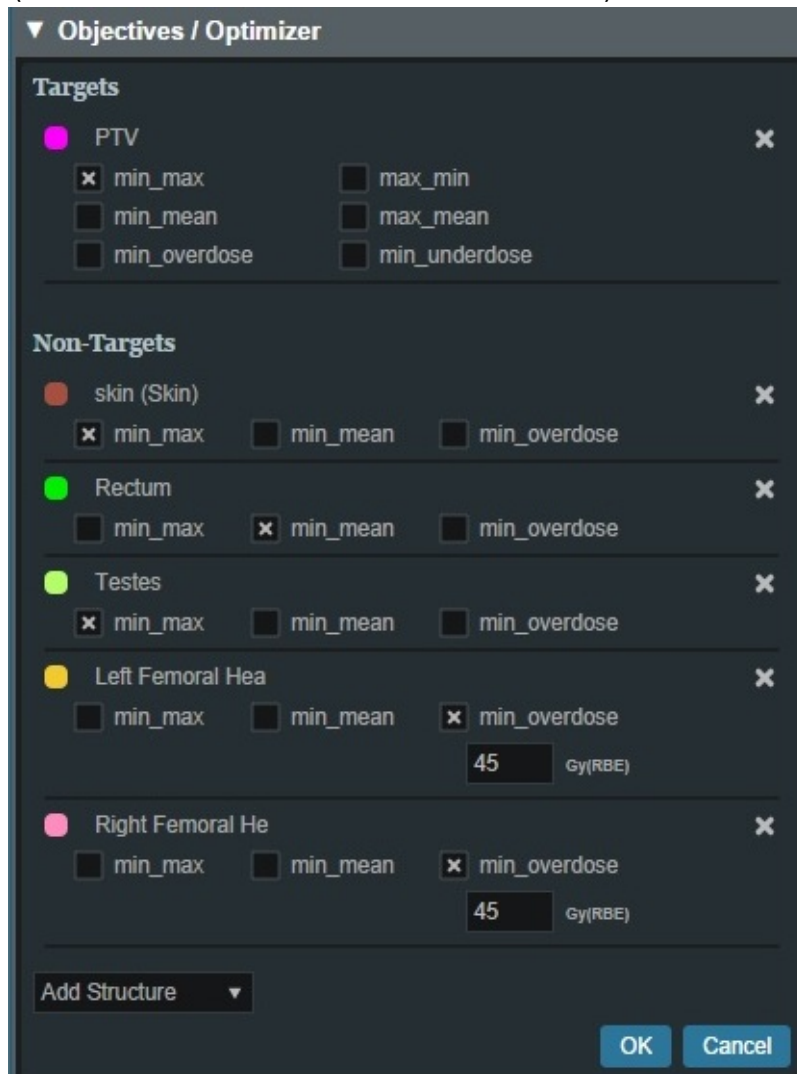 ▼ Objectives / Optimizer
Targets
PTV
min_max max_min
min_mean max_mean
min_overdose min_underdose
Non-Targets
skin (Skin)
min_max min_mean min_overdose
Rectum
min_max min_mean min_overdose
Testes
min_max min_mean min_overdose
Left Femoral Hea
min_max min_mean min_overdose
45 Gy(RBE)
Right Femoral He
min_max min_mean min_overdose
45 Gy(RBE)
Add Structure ▼
OK Cancel